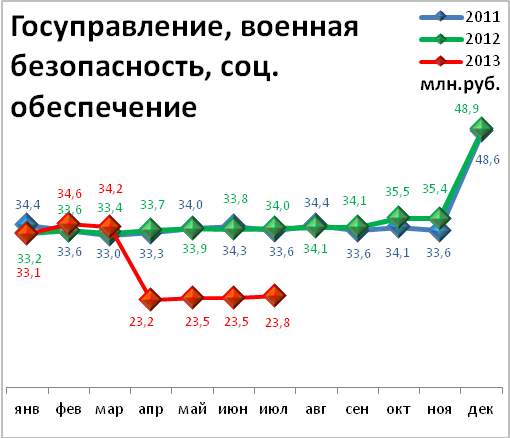 Госуправление, военная
безопасность, соц.
обеспечение
2011
2012
2013
млн.руб.
48,9
48,6
34,4 34,6 34,2 33,7 34,0 33,8 34,0 34,4 34,1 35,5 35,4
33,6 33,4
33,2 33,6 33,0 33,3 33,9 34,3 33,6 34,1 33,6 34,1 33,6
33,1
23,2 23,5 23,5 23,8
янв фев мар апр май июн июл авг сен окт ноя дек